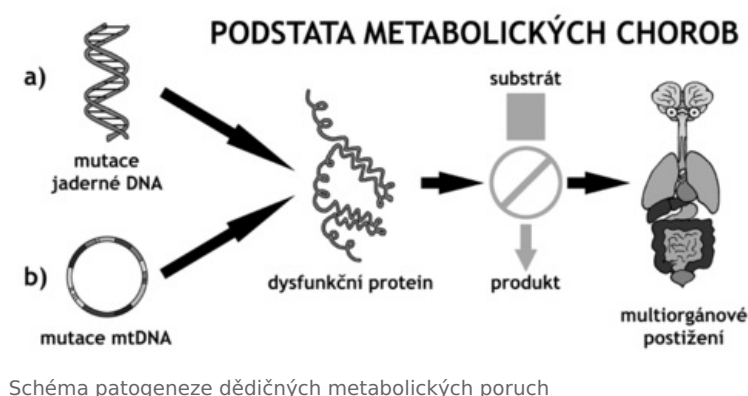 PODSTATA METABOLICKÝCH CHOROB
a)
mutace
jaderné DNA
b)
mutace mtDNA
dysfunkční protein
substrát
produkt
multiorgánové
postižení
Schéma patogeneze dědičných metabolických poruch